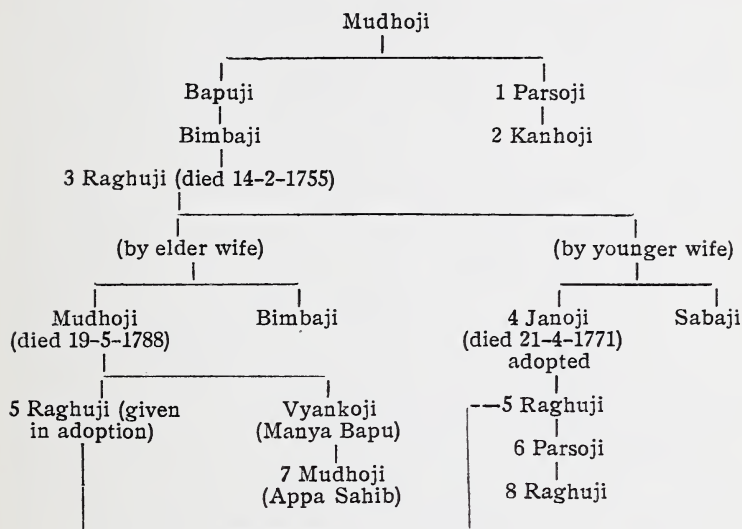 Mudhoji
Bapuji 1 Parsoji
Bimbaji 2 Kanhoji
3 Raghuji (died 14-2-1755)
(by elder wife) (by younger wife)
Mudhoji Bimbaji 4 Janoji Sabaji
(died 19-5-1788) (died 21-4-1771)
adopted
5 Raghuji (given Vyankoji 5 Raghuji
in adoption) (Manya Bapu) 6 Parsoji
7 Mudhoji 8 Raghuji
(Appa Sahib)